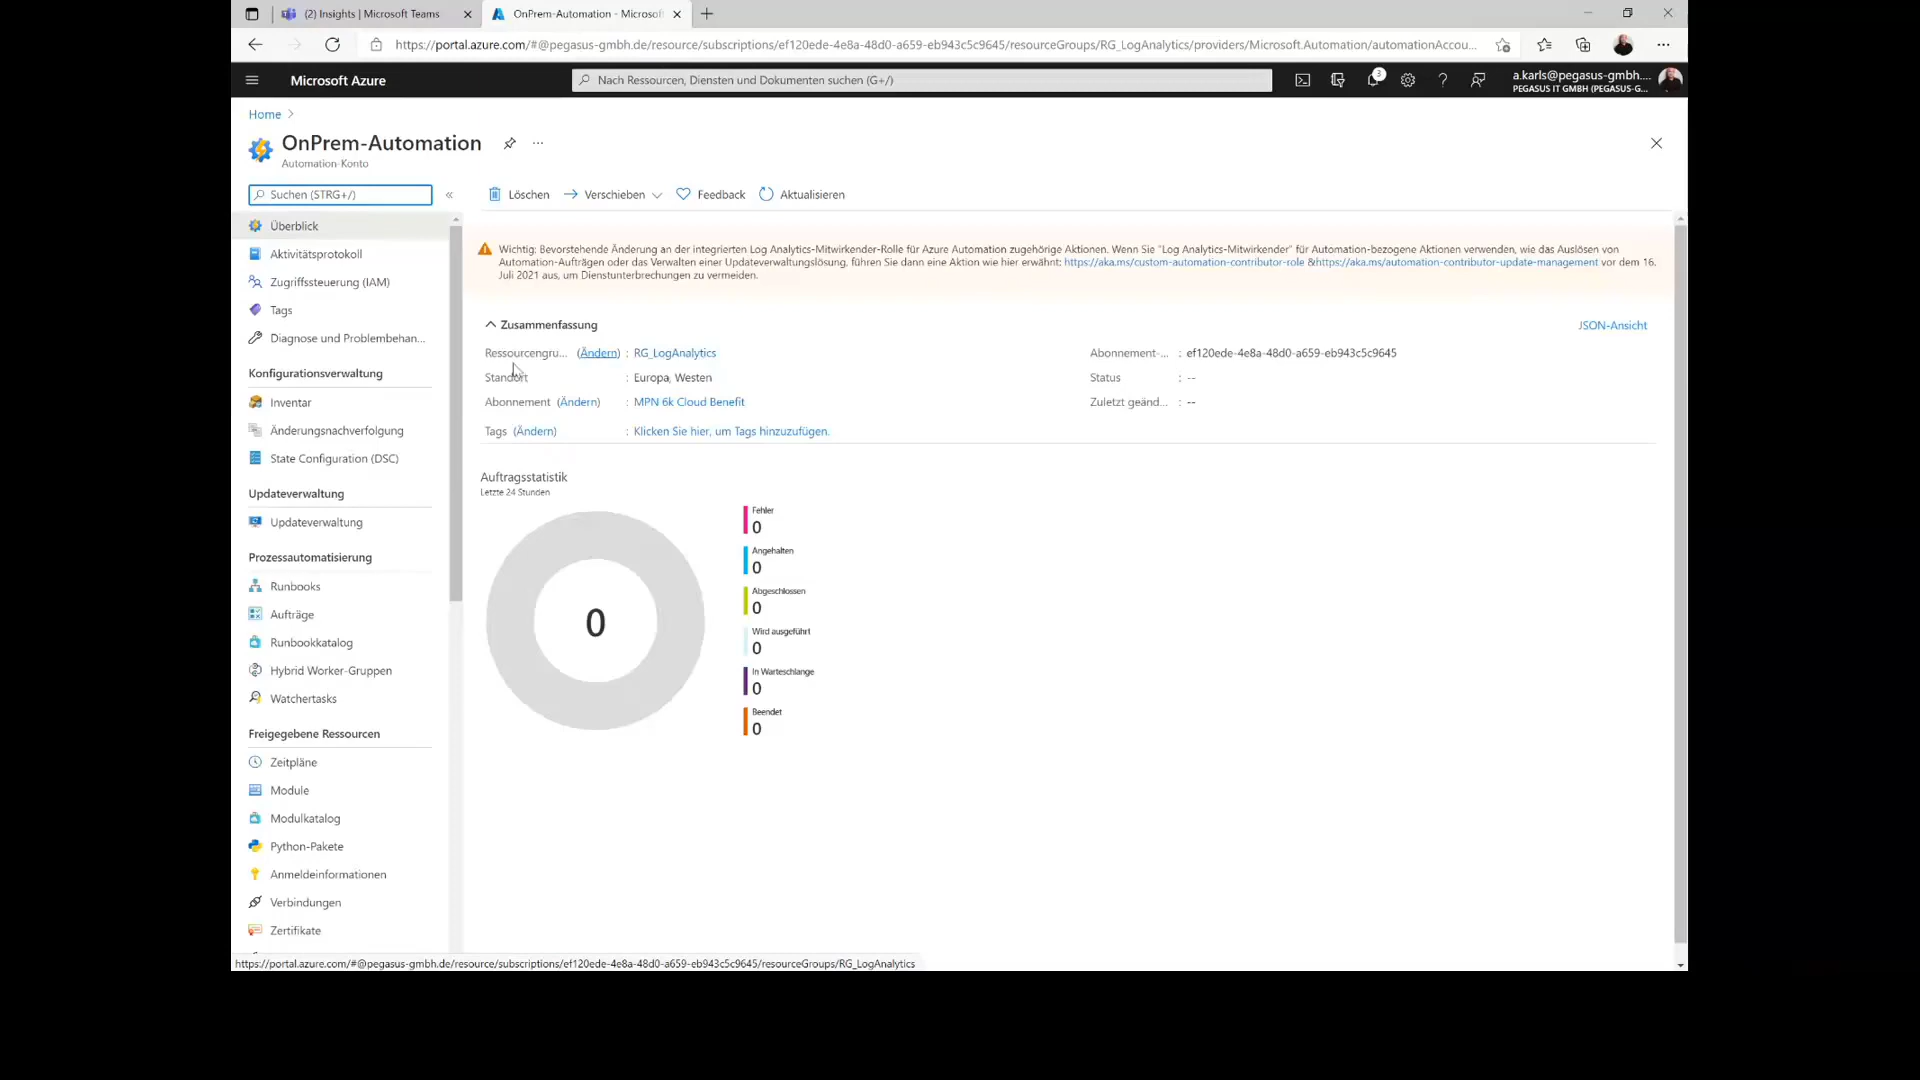 (2) Insights | Microsoft Teams
OnPrem-Automation - Microsof
https://portal.azure.com/#@pegasus-gmbh.de/resource/subscriptions/ef120ede-4e8a-48d0-a659-eb943c5c9645/resourceGroups/RG_LogAnalytics/providers/Microsoft.Automation/automationAccou...
Microsoft Azure
Nach Ressourcen, Diensten und Dokumenten suchen (G+/)
3
a.karls@pegasus-gmbh....
PEGASUS IT GMBH (PEGASUS-G...
Home >
OnPrem-Automation
Automation-Konto
Suchen (STRG+/)
«
Löschen
Verschieben
Feedback
Aktualisieren
Wichtig: Bevorstehende Änderung an der integrierten Log Analytics-Mitwirkender-Rolle für Azure Automation zugehörige Aktionen. Wenn Sie "Log Analytics-Mitwirkender" für Automation-bezogene Aktionen verwenden, wie das Auslösen von
Automation-Aufträgen oder das Verwalten einer Updateverwaltungslösung, führen Sie dann eine Aktion wie hier erwähnt: https://aka.ms/custom-automation-contributor-role &https://aka.ms/automation-contributor-update-management vor dem 16.
Juli 2021 aus, um Dienstunterbrechungen zu vermeiden.
Überblick
Aktivitätsprotokoll
Zugriffssteuerung (IAM)
Tags
Diagnose und Problembehan...
Konfigurationsverwaltung
Inventar
Änderungsnachverfolgung
State Configuration (DSC)
Updateverwaltung
Updateverwaltung
Prozessautomatisierung
Runbooks
Aufträge
Runbookkatalog
Hybrid Worker-Gruppen
Watchertasks
Freigegebene Ressourcen
Zeitpläne
Module
Modulkatalog
Python-Pakete
Anmeldeinformationen
Verbindungen
Zertifikate
Zusammenfassung
JSON-Ansicht
Ressourcengru... (Ändern) : RG_LogAnalytics
Standort : Europa, Westen
Abonnement (Ändern) : MPN 6k Cloud Benefit
Tags (Ändern) : Klicken Sie hier, um Tags hinzuzufügen.
Abonnement-... : ef120ede-4e8a-48d0-a659-eb943c5c9645
Status : --
Zuletzt geänd... : --
Auftragsstatistik
Letzte 24 Stunden
0
Fehler
0
Angehalten
0
Abgeschlossen
0
Wird ausgeführt
0
In Warteschlange
0
Beendet
0
https://portal.azure.com/#@pegasus-gmbh.de/resource/subscriptions/ef120ede-4e8a-48d0-a659-eb943c5c9645/resourceGroups/RG_LogAnalytics